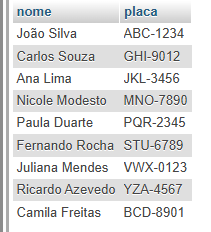 nome placa
João Silva ABC-1234
Carlos Souza GHI-9012
Ana Lima JKL-3456
Nicole Modesto MNO-7890
Paula Duarte PQR-2345
Fernando Rocha STU-6789
Juliana Mendes VWX-0123
Ricardo Azevedo YZA-4567
Camila Freitas BCD-8901